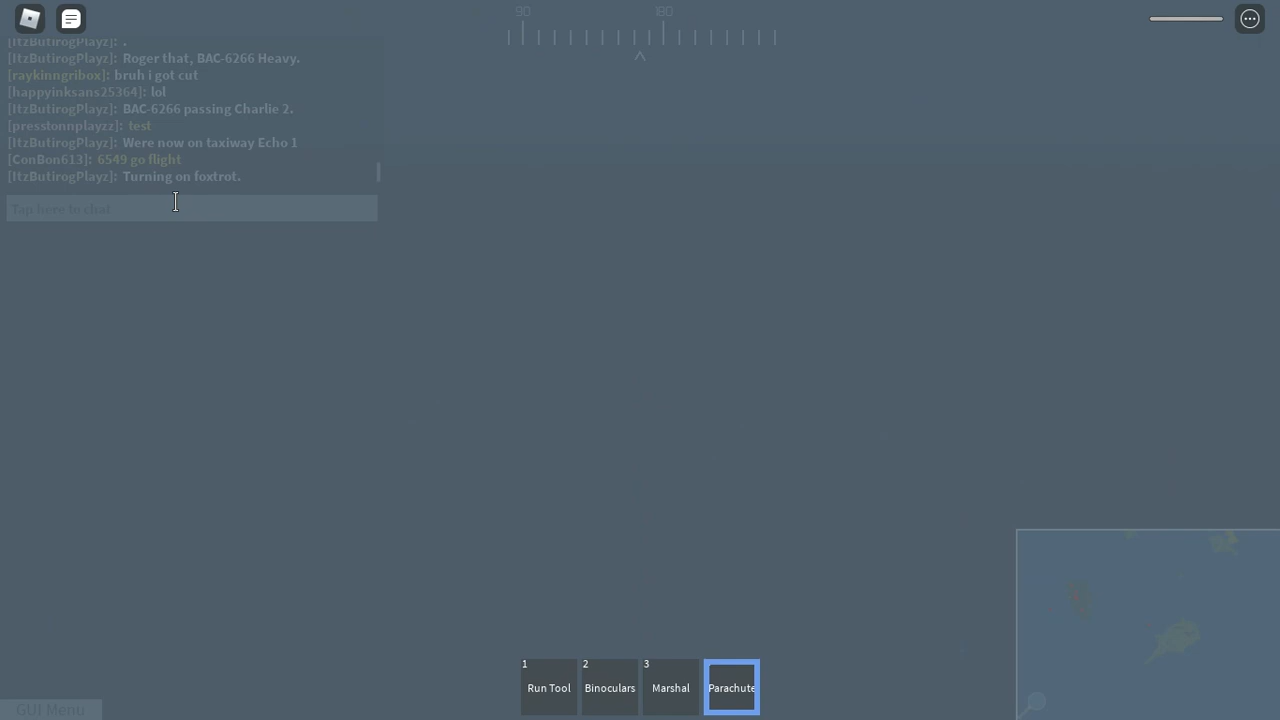 90
180
[ItzButirogPlayz]: .
[ItzButirogPlayz]: Roger that, BAC-6266 Heavy.
[raykinngribox]: bruh i got cut
[happyinksans25364]: lol
[ItzButirogPlayz]: BAC-6266 passing Charlie 2.
[presstonnplayzz]: test
[ItzButirogPlayz]: Were now on taxiway Echo 1
[ConBon613]: 6549 go flight
[ItzButirogPlayz]: Turning on foxtrot.
Tap here to chat
1
Run Tool
2
Binoculars
3
Marshal
Parachute
GUI Menu